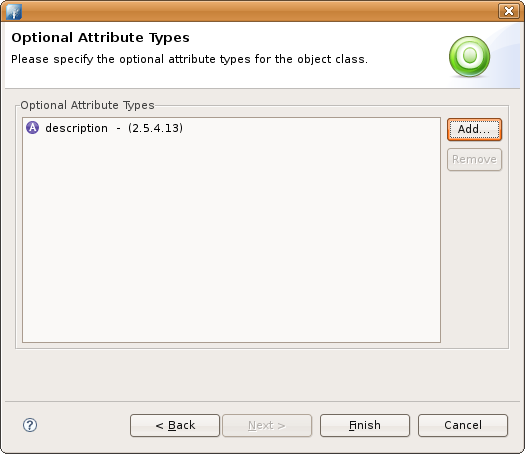 Optional Attribute Types
Please specify the optional attribute types for the object class.
Optional Attribute Types
A description - (2.5.4.13)
Add...
Remove
?
< Back
Next >
Finish
Cancel